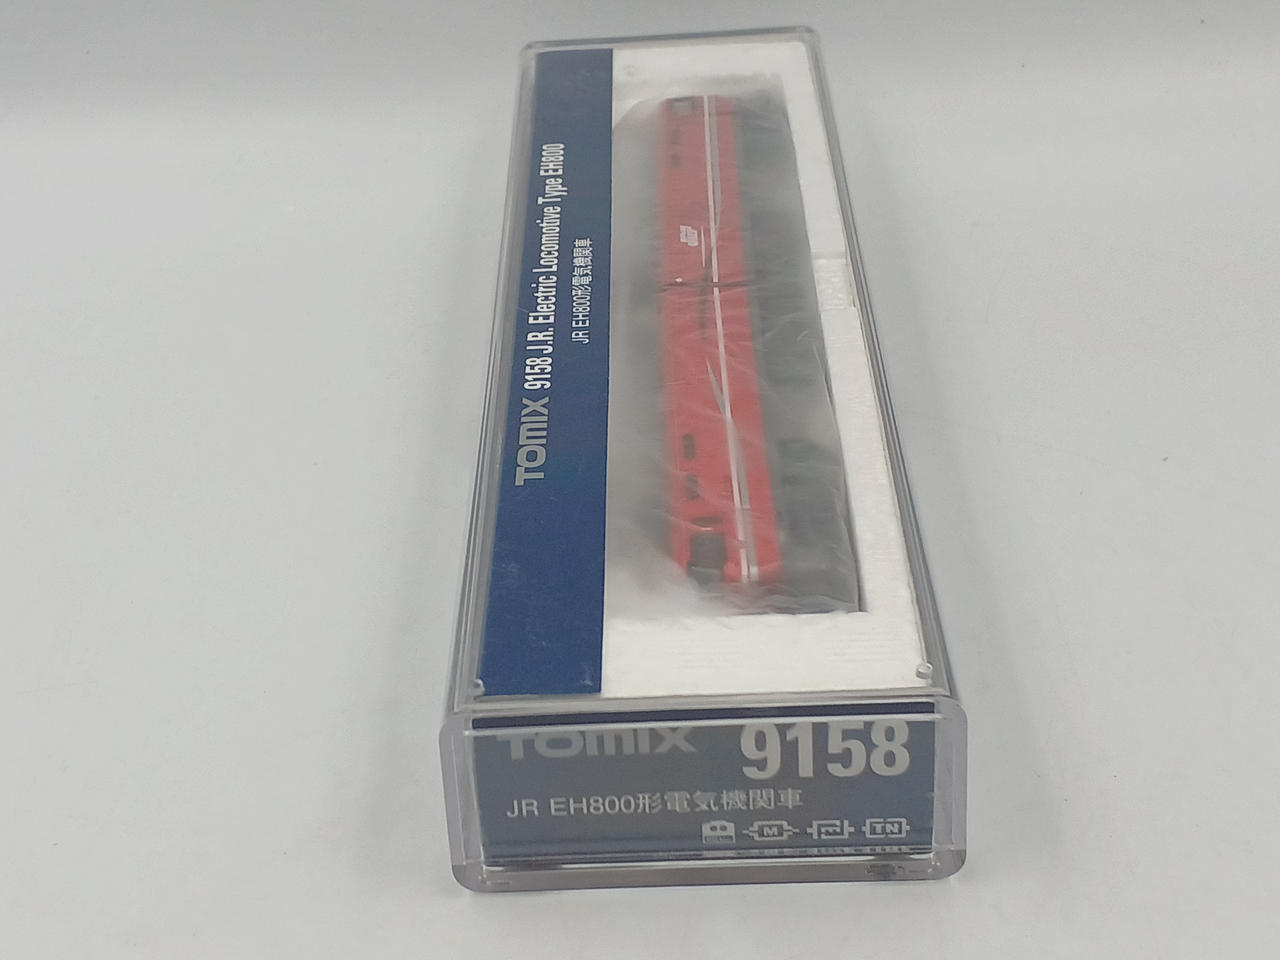 TOMIX 9158 J.R. Electric Locomotive Type EH800
JR EH800形電気機関車
TOMIX 9158
JR EH800形電気機関車
M
TN